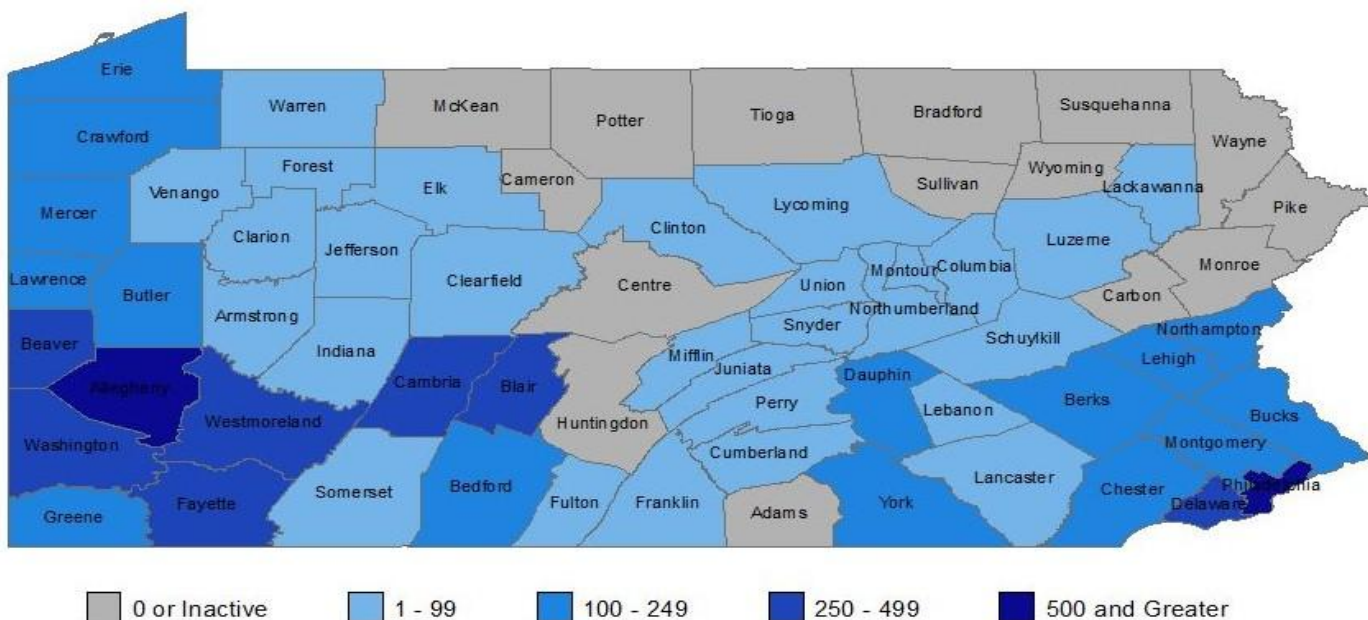 Erie
Warren
McKean
Potter
Tioga
Bradford
Susquehanna
Wayne
Crawford
Forest
Elk
Cameron
Sullivan
Wyoming
Lackawanna
Pike
Mercer
Venango
Clarion
Jefferson
Clinton
Lycoming
Luzerne
Monroe
Lawrence
Butler
Clearfield
Centre
Union
Montour
Columbia
Carbon
Armstrong
Snyder
Northumberland
Northampton
Beaver
Indiana
Mifflin
Juniata
Schuylkill
Lehigh
Allegheny
Cambria
Blair
Dauphin
Berks
Westmoreland
Huntingdon
Perry
Lebanon
Bucks
Washington
Cumberland
Montgomery
Greene
Fayette
Somerset
Bedford
Fulton
Franklin
Adams
York
Lancaster
Chester
Delaware
Philadelphia
0 or Inactive
1 - 99
100 - 249
250 - 499
500 and Greater